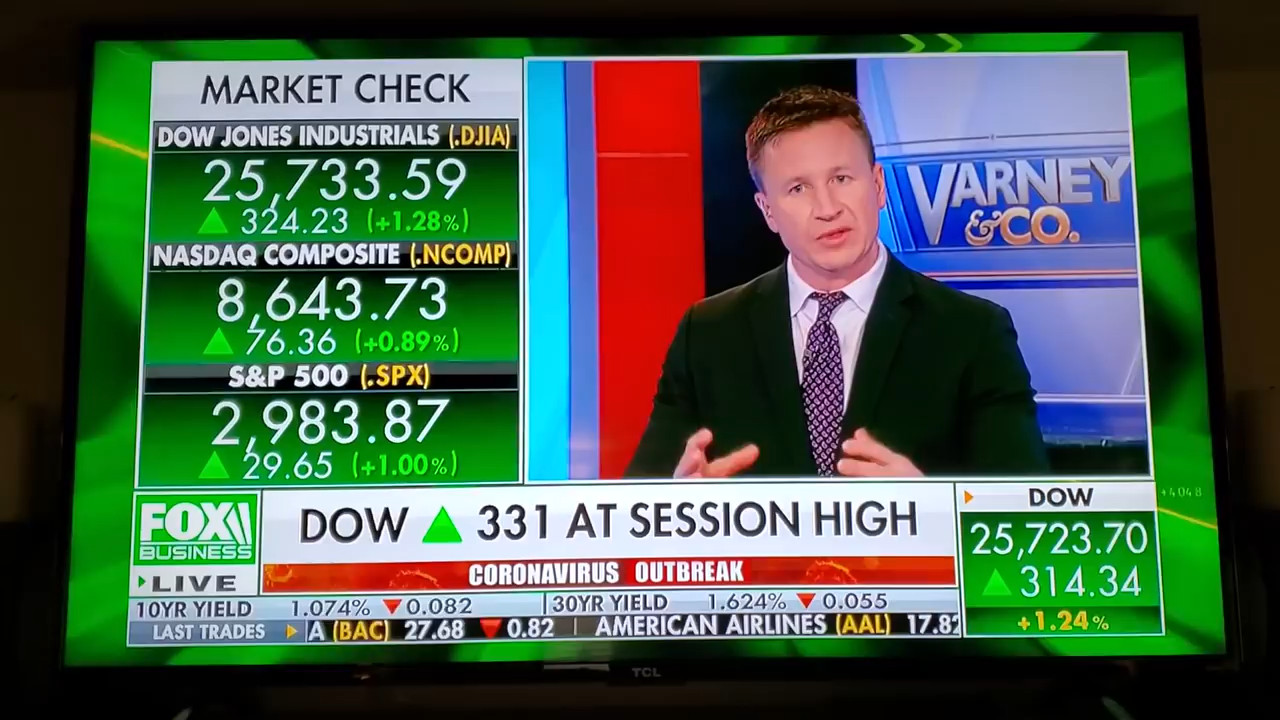 MARKET CHECK
DOW JONES INDUSTRIALS (.DJIA)
25,733.59
▲ 324.23 (+1.28%)
NASDAQ COMPOSITE (.NCOMP)
8,643.73
▲ 76.36 (+0.89%)
S&P 500 (.SPX)
2,983.87
▲ 29.65 (+1.00%)
VARNEY
&CO.
FOX
BUSINESS
LIVE
DOW ▲ 331 AT SESSION HIGH
CORONAVIRUS OUTBREAK
DOW
25,723.70
▲ 314.34
+1.24%
10YR YIELD 1.074% ▼ 0.082 | 30YR YIELD 1.624% ▼ 0.055
LAST TRADES A (BAC) 27.68 ▼ 0.82 | AMERICAN AIRLINES (AAL) 17.82
TCL